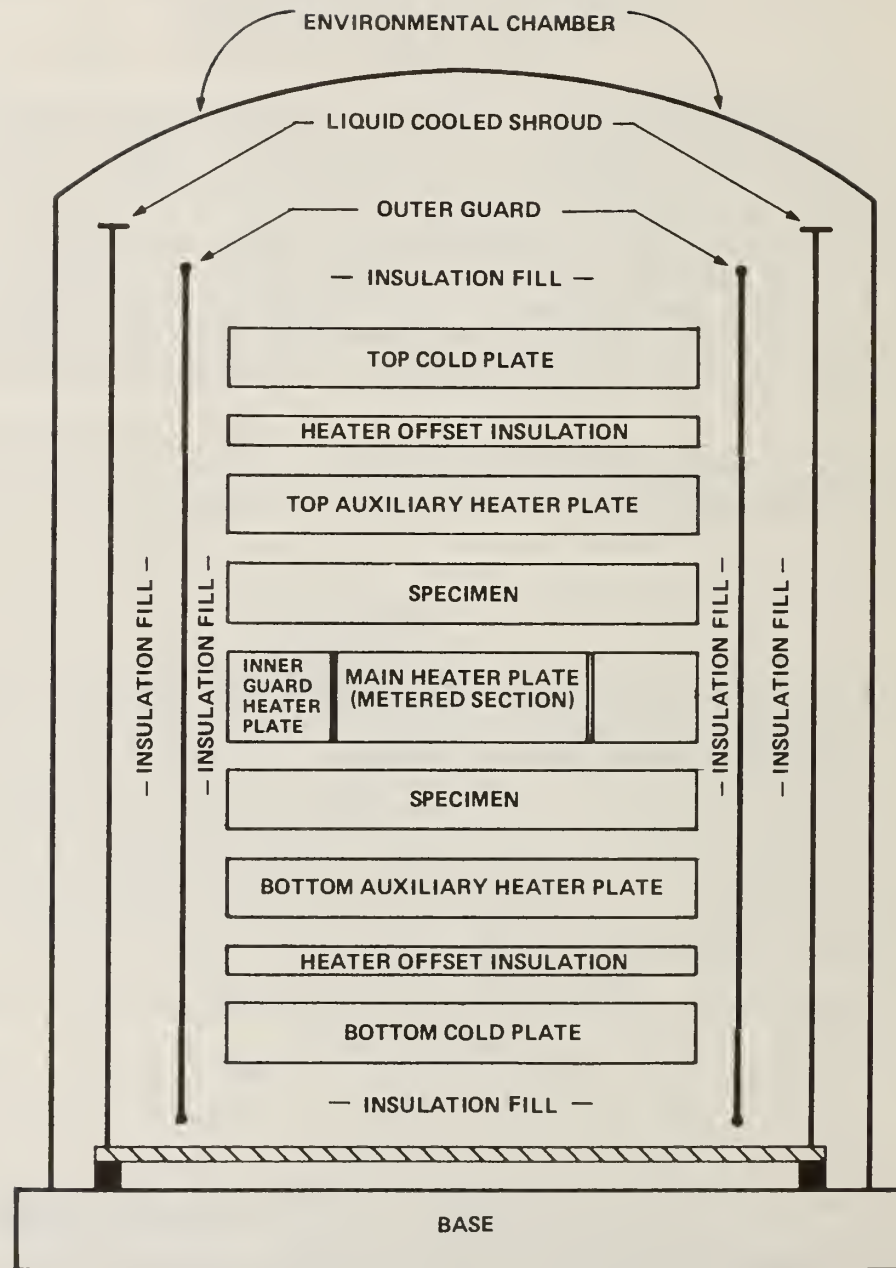 ENVIRONMENTAL CHAMBER
LIQUID COOLED SHROUD
OUTER GUARD
— INSULATION FILL —
TOP COLD PLATE
HEATER OFFSET INSULATION
TOP AUXILIARY HEATER PLATE
— INSULATION FILL —
— INSULATION FILL —
— INSULATION FILL —
— INSULATION FILL —
SPECIMEN
INNER
GUARD
HEATER
PLATE
MAIN HEATER PLATE
(METERED SECTION)
SPECIMEN
BOTTOM AUXILIARY HEATER PLATE
HEATER OFFSET INSULATION
BOTTOM COLD PLATE
— INSULATION FILL —
BASE